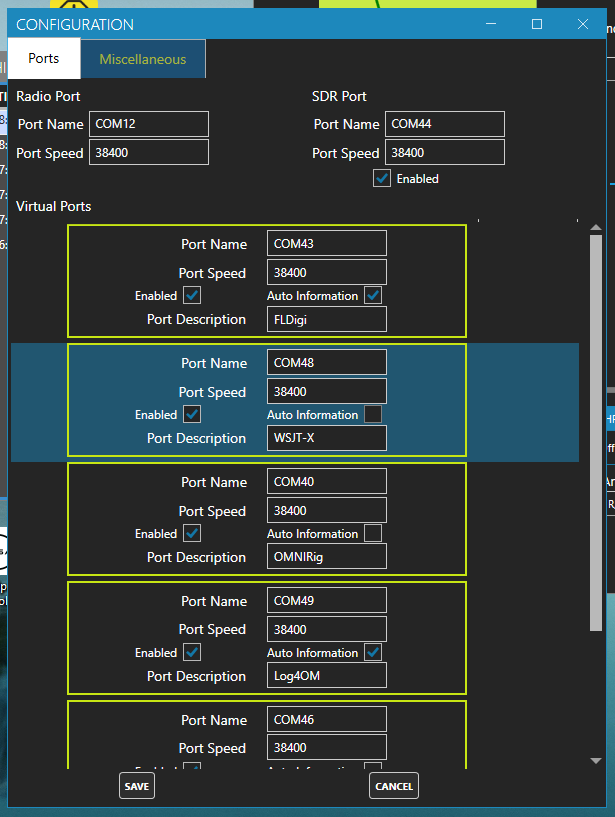 CONFIGURATION
Ports
Miscellaneous
Radio Port
SDR Port
Port Name COM12
Port Name COM44
Port Speed 38400
Port Speed 38400
Enabled
Virtual Ports
Port Name COM43
Port Speed 38400
Enabled Auto Information
Port Description FLDigi
Port Name COM48
Port Speed 38400
Enabled Auto Information
Port Description WSJT-X
Port Name COM40
Port Speed 38400
Enabled Auto Information
Port Description OMNIRig
Port Name COM49
Port Speed 38400
Enabled Auto Information
Port Description Log4OM
Port Name COM46
Port Speed 38400
SAVE
CANCEL